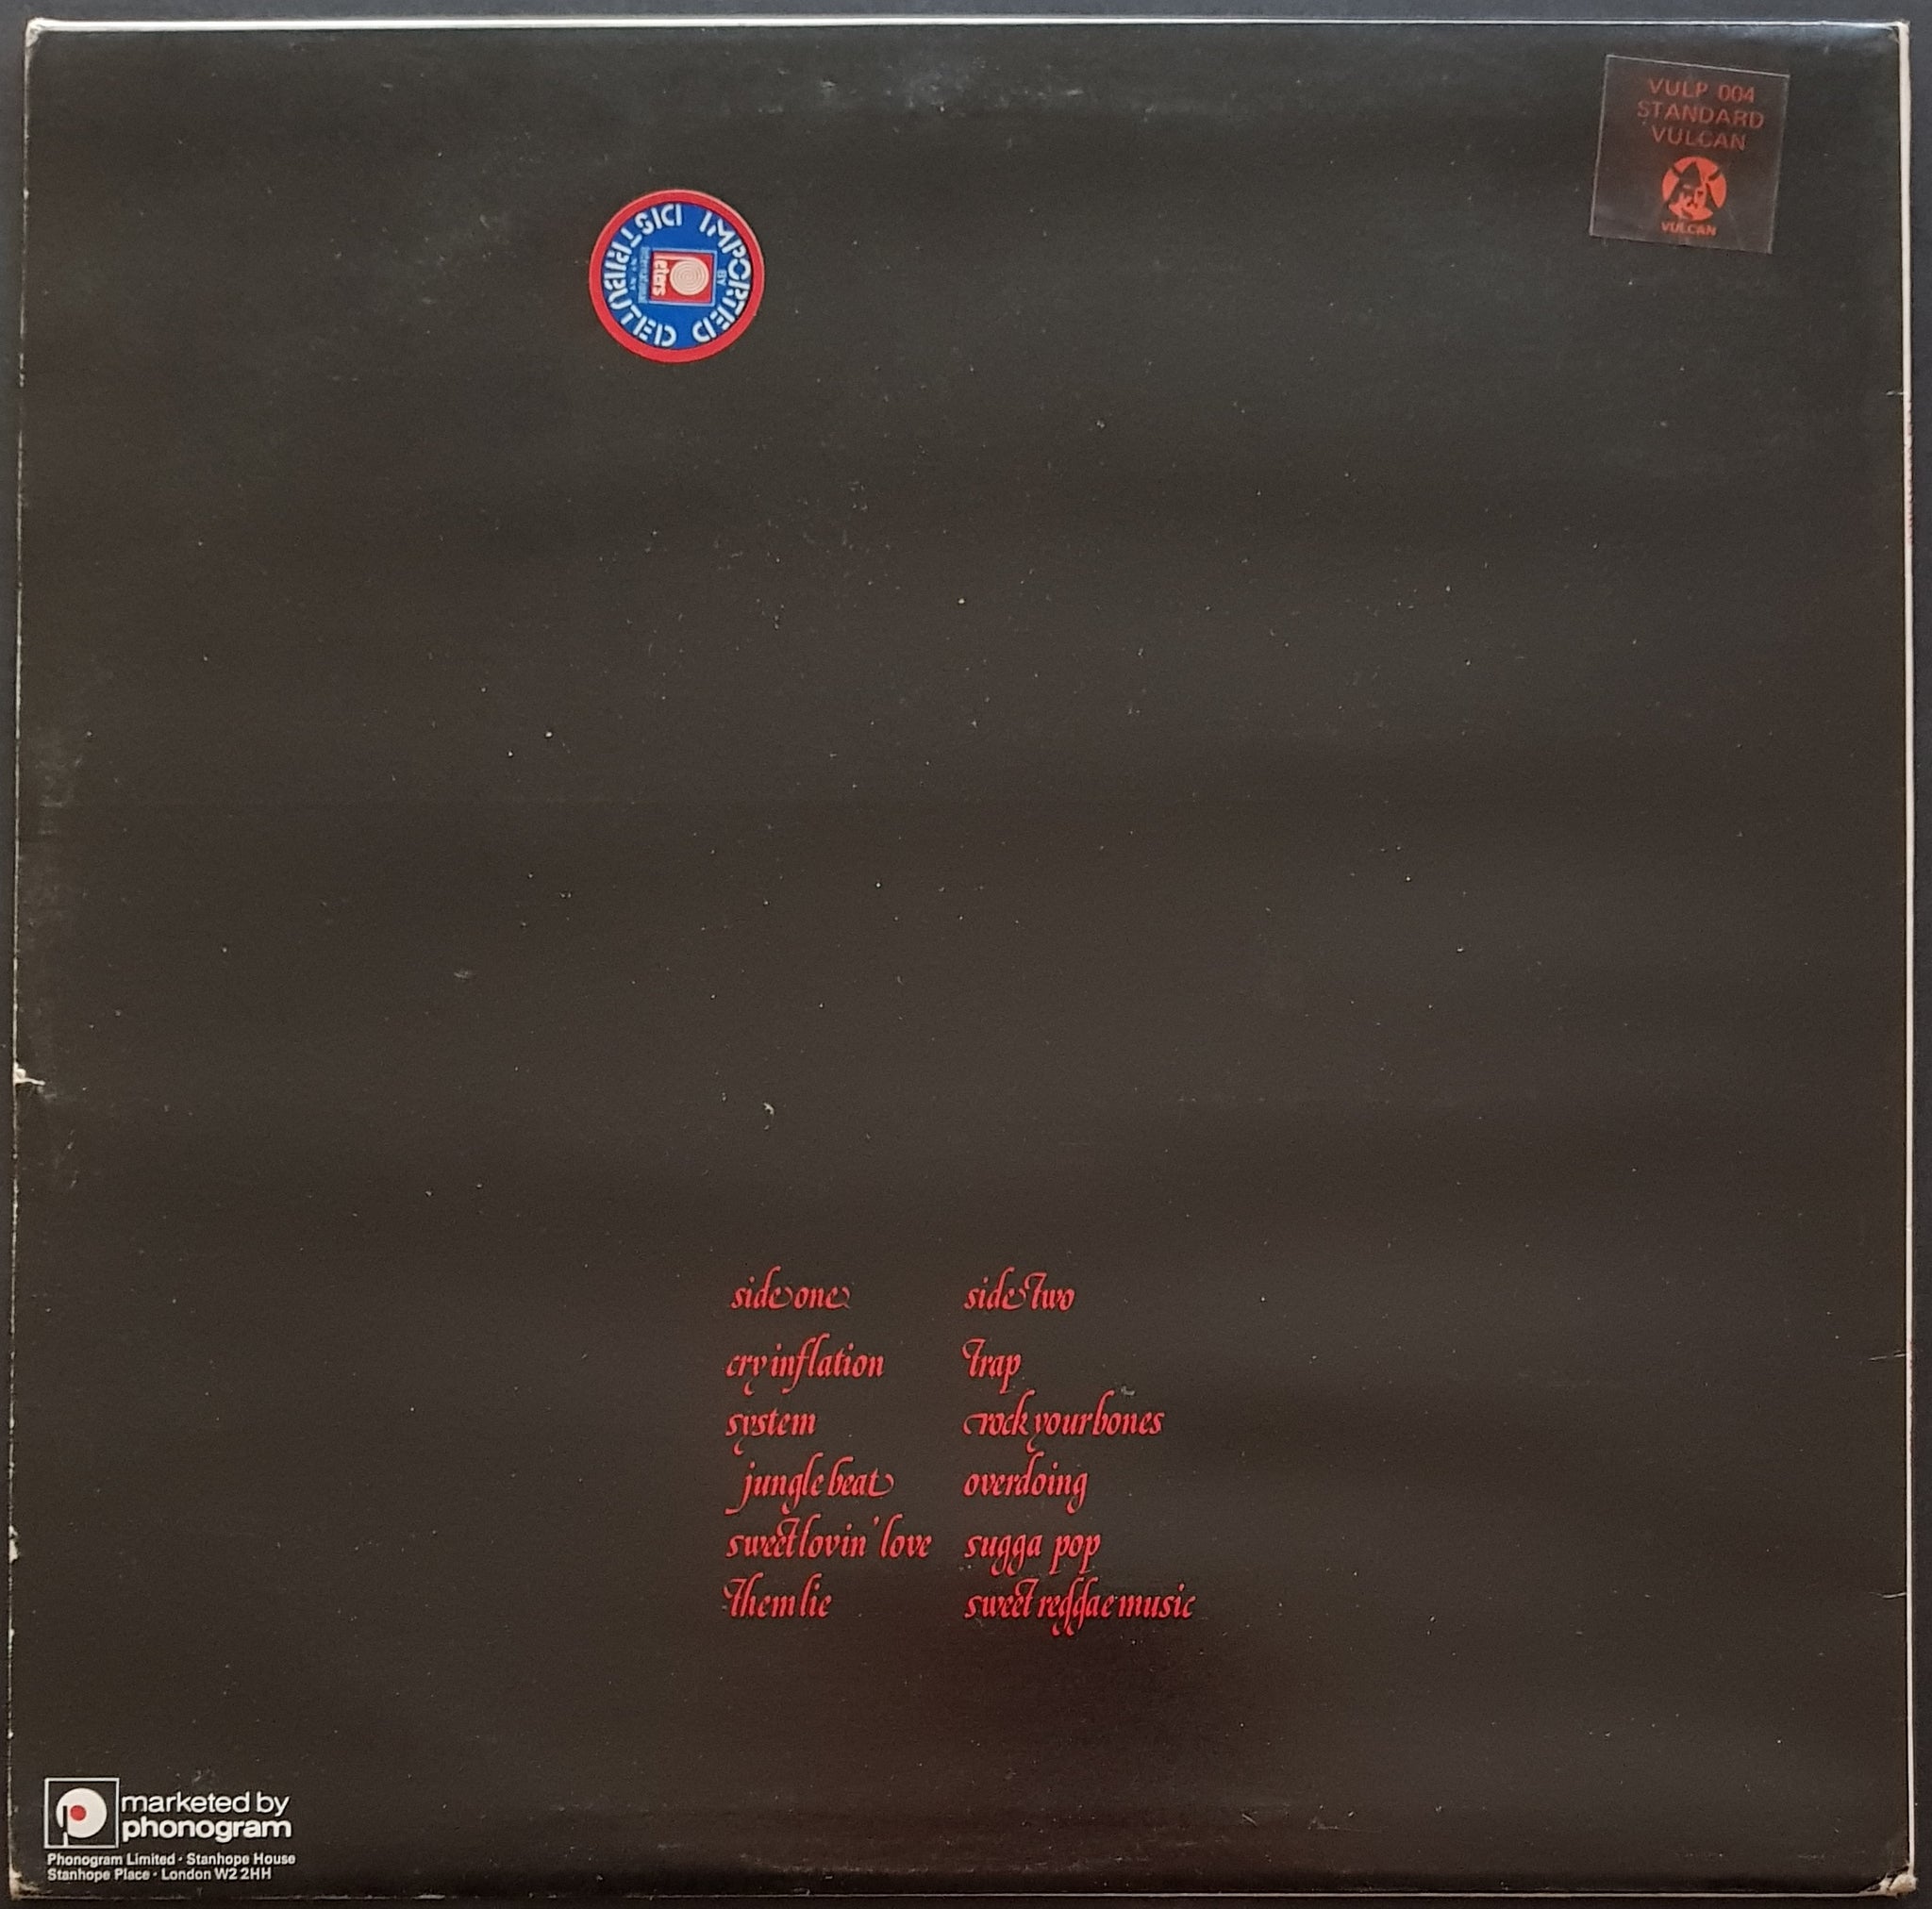 VULP 004
STANDARD
VULCAN
VULCAN
IMPORTED
BY
Peters
DISTRIBUTED
side one
cry inflation
system
jungle beat
sweet lovin' love
Them lie
side Two
Trap
rock your bones
overdoing
sugga pop
sweet reggae music
marketed by
phonogram
Phonogram Limited · Stanhope House
Stanhope Place · London W2 2HH